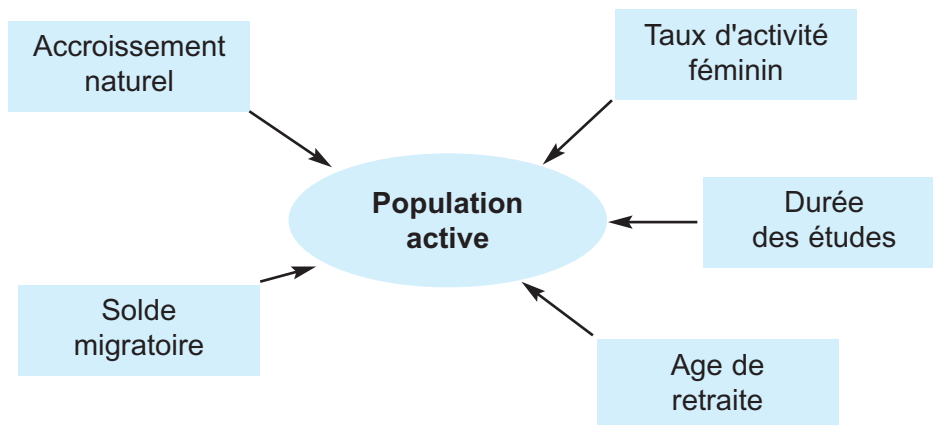 Accroissement
naturel
Taux d'activité
féminin
Population
active
Durée
des études
Solde
migratoire
Age de
retraite